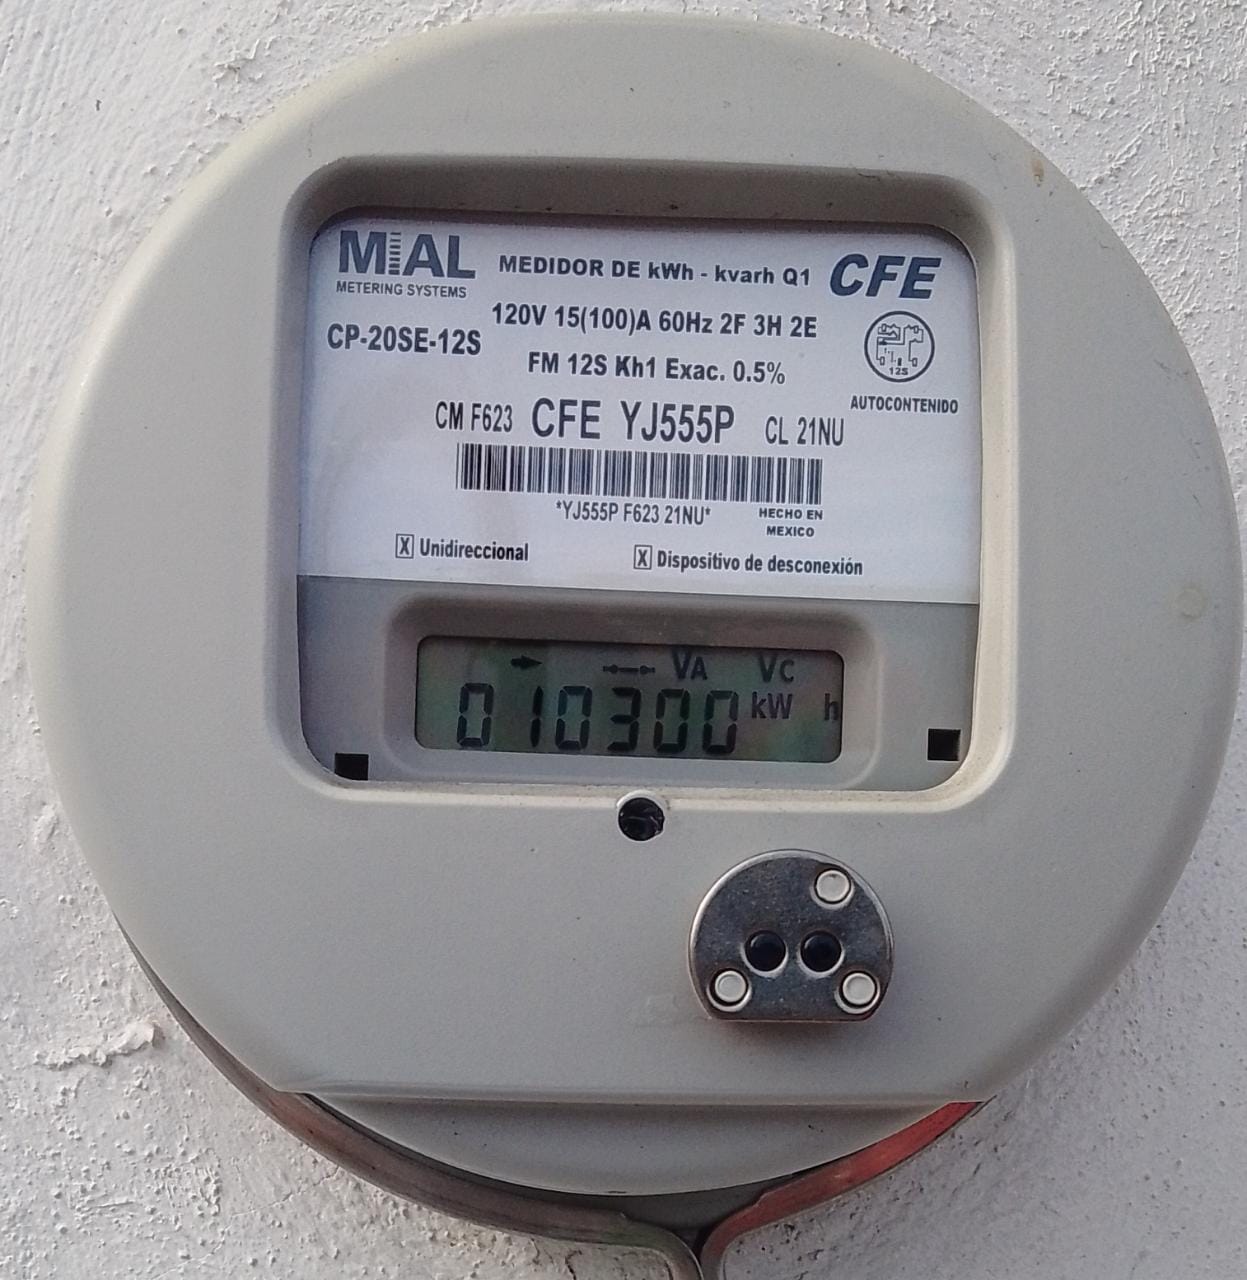 MIAL
METERING SYSTEMS
MEDIDOR DE kWh - kvarh Q1
CFE
120V 15(100)A 60Hz 2F 3H 2E
CP-20SE-12S
FM 12S Kh1 Exac. 0.5%
12S
AUTOCONTENIDO
CM F623 CFE YJ555P CL 21NU
*YJ555P F623 21NU*
HECHO EN
MEXICO
X Unidireccional
X Dispositivo de desconexión
VA VC
010300 kW h